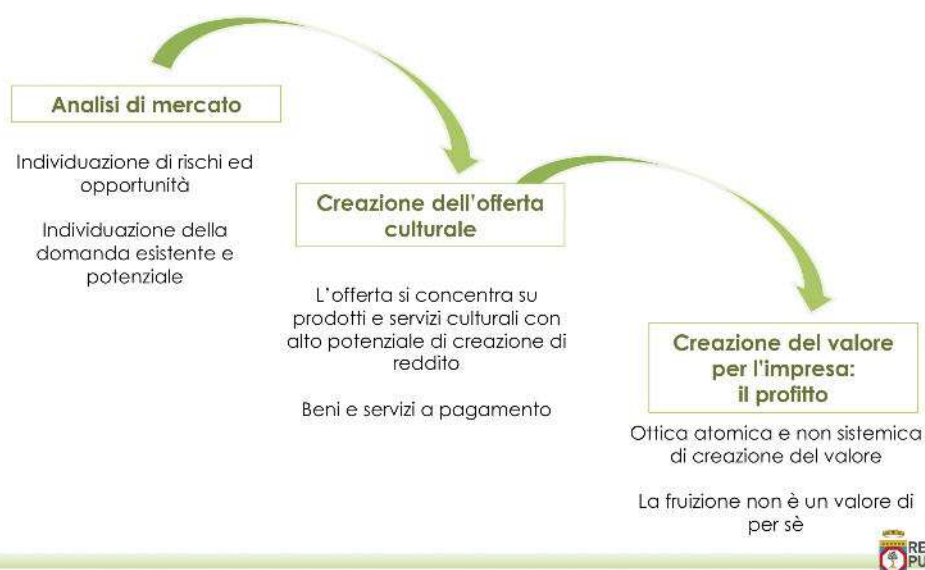 Analisi di mercato
Individuazione di rischi ed
opportunità
Individuazione della
domanda esistente e
potenziale
Creazione dell'offerta
culturale
L'offerta si concentra su
prodotti e servizi culturali con
alto potenziale di creazione di
reddito
Beni e servizi a pagamento
Creazione del valore
per l'impresa:
il profitto
Ottica atomica e non sistemica
di creazione del valore
La fruizione non è un valore di
per sè